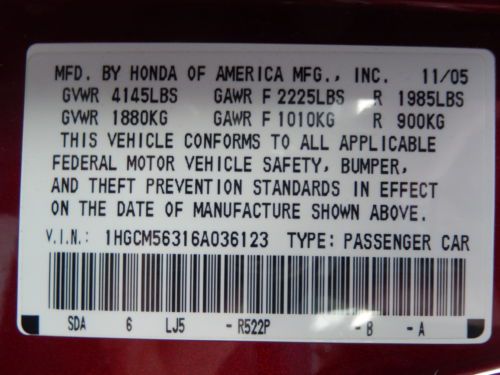 MFD. BY HONDA OF AMERICA MFG., INC. 11/05
GVWR 4145LBS GAWR F 2225LBS R 1985LBS
GVWR 1880KG GAWR F 1010KG R 900KG
THIS VEHICLE CONFORMS TO ALL APPLICABLE
FEDERAL MOTOR VEHICLE SAFETY, BUMPER,
AND THEFT PREVENTION STANDARDS IN EFFECT
ON THE DATE OF MANUFACTURE SHOWN ABOVE.
V.I.N.: 1HGCM56316A036123 TYPE: PASSENGER CAR
SDA 6 LJ5 - R522P - B - A